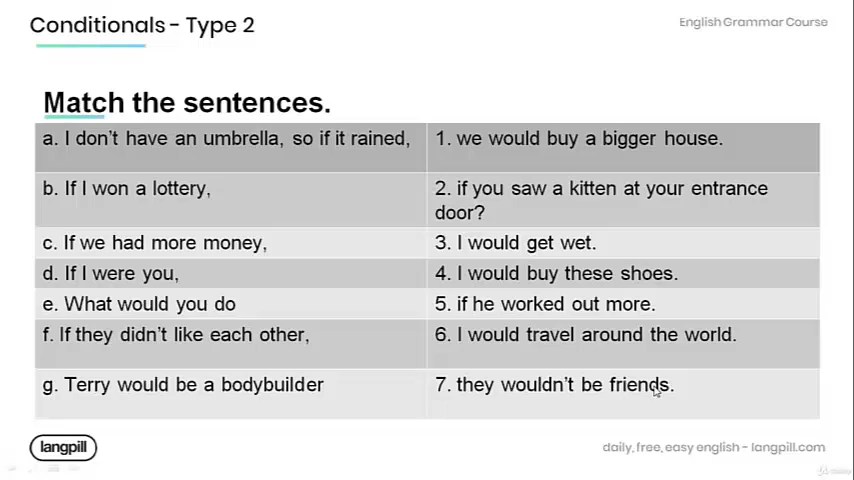 Conditionals - Type 2
English Grammar Course
Match the sentences.
a. I don't have an umbrella, so if it rained,
1. we would buy a bigger house.
b. If I won a lottery,
2. if you saw a kitten at your entrance
door?
c. If we had more money,
3. I would get wet.
d. If I were you,
4. I would buy these shoes.
e. What would you do
5. if he worked out more.
f. If they didn't like each other,
6. I would travel around the world.
g. Terry would be a bodybuilder
7. they wouldn't be friends.
langpill
daily, free, easy english - langpill.com